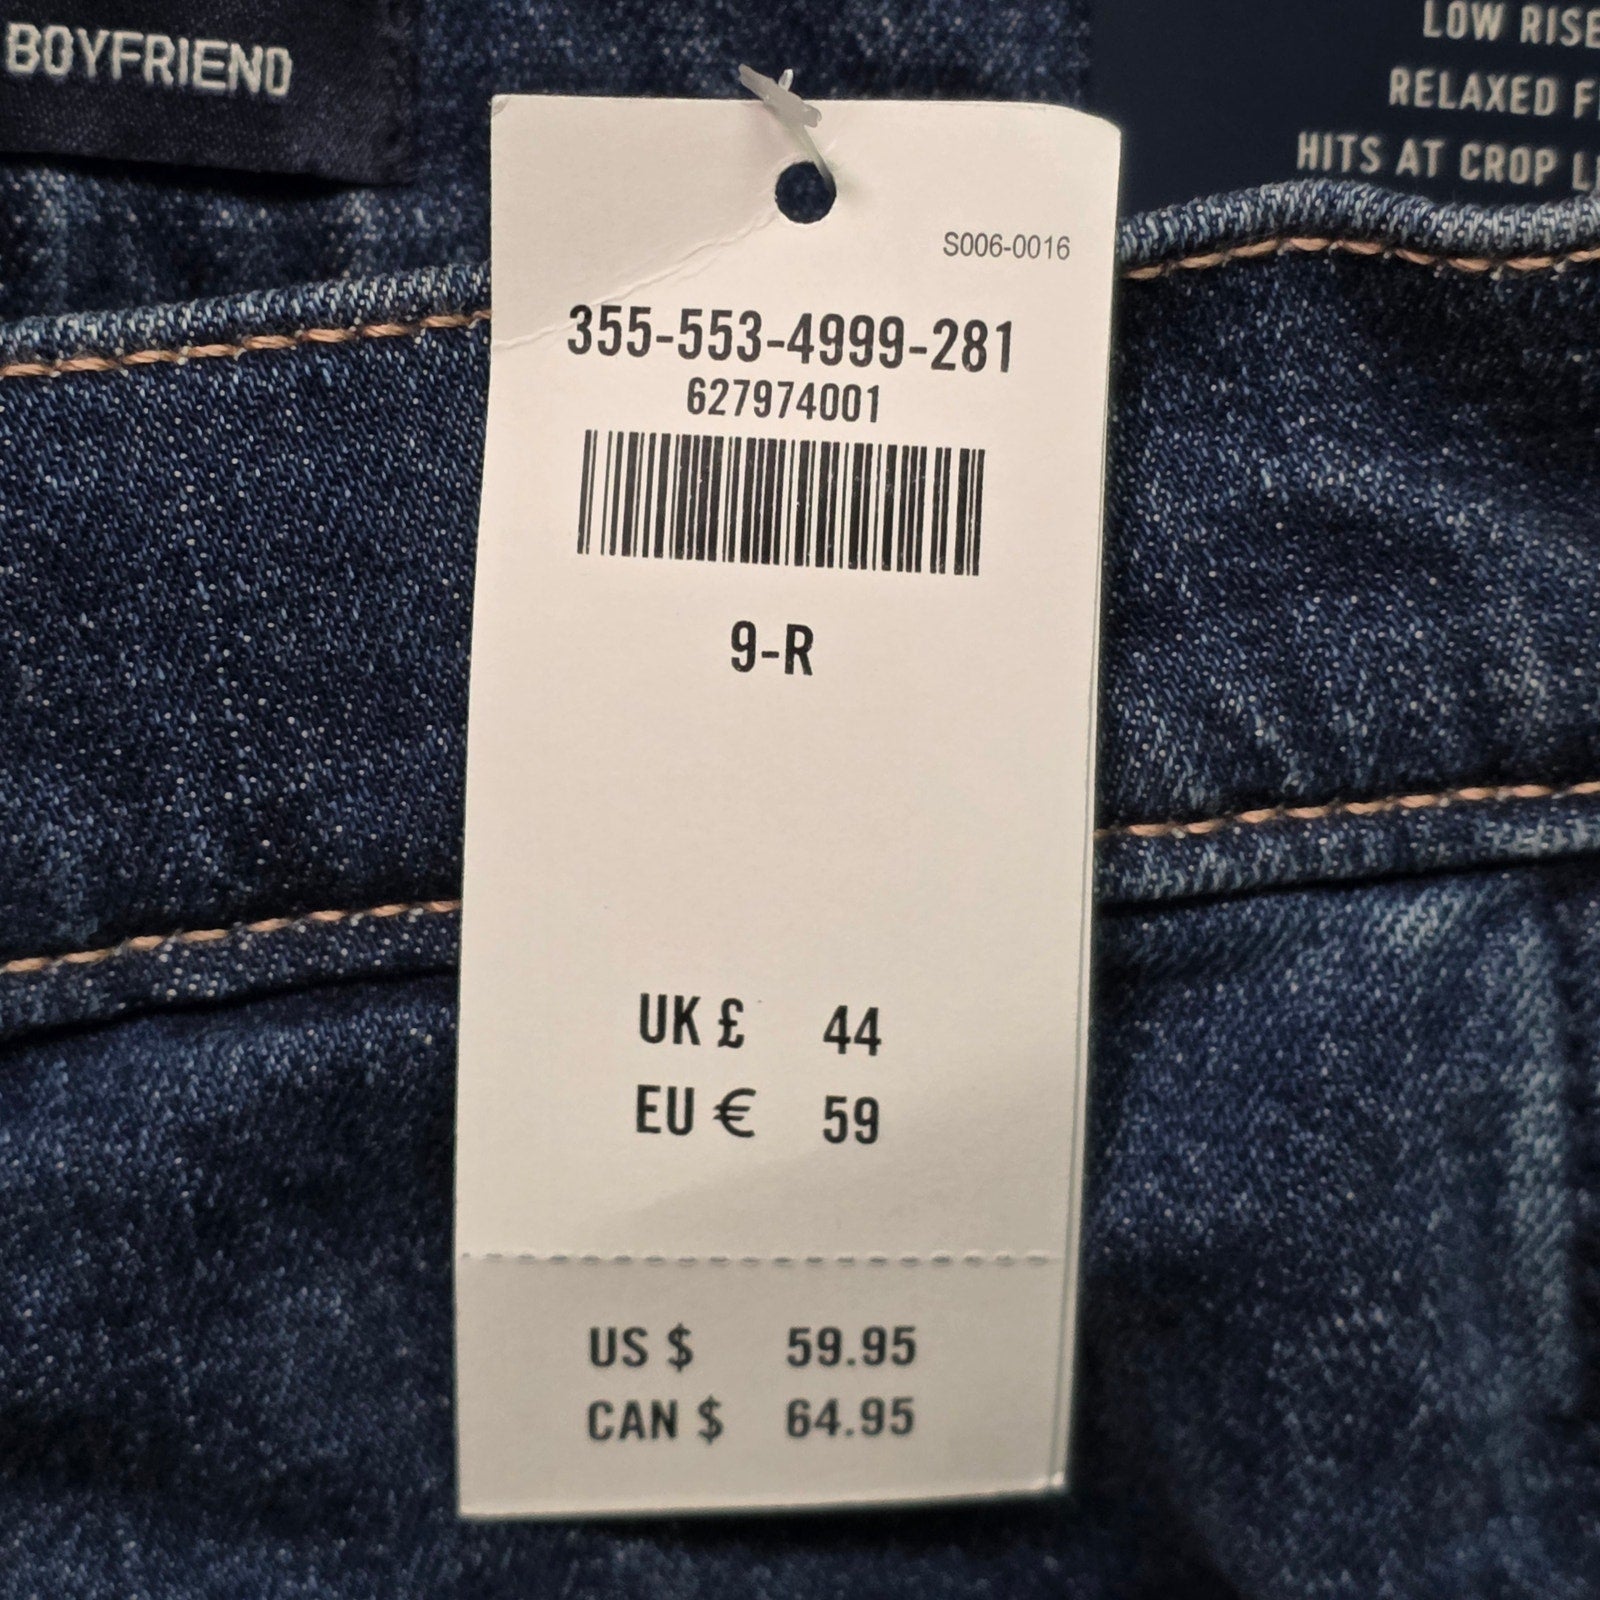 BOYFRIEND
LOW RISE
RELAXED
HITS AT CROP
S006-0016
355-553-4999-281
627974001
9-R
UK £ 44
EU € 59
US $ 59.95
CAN $ 64.95